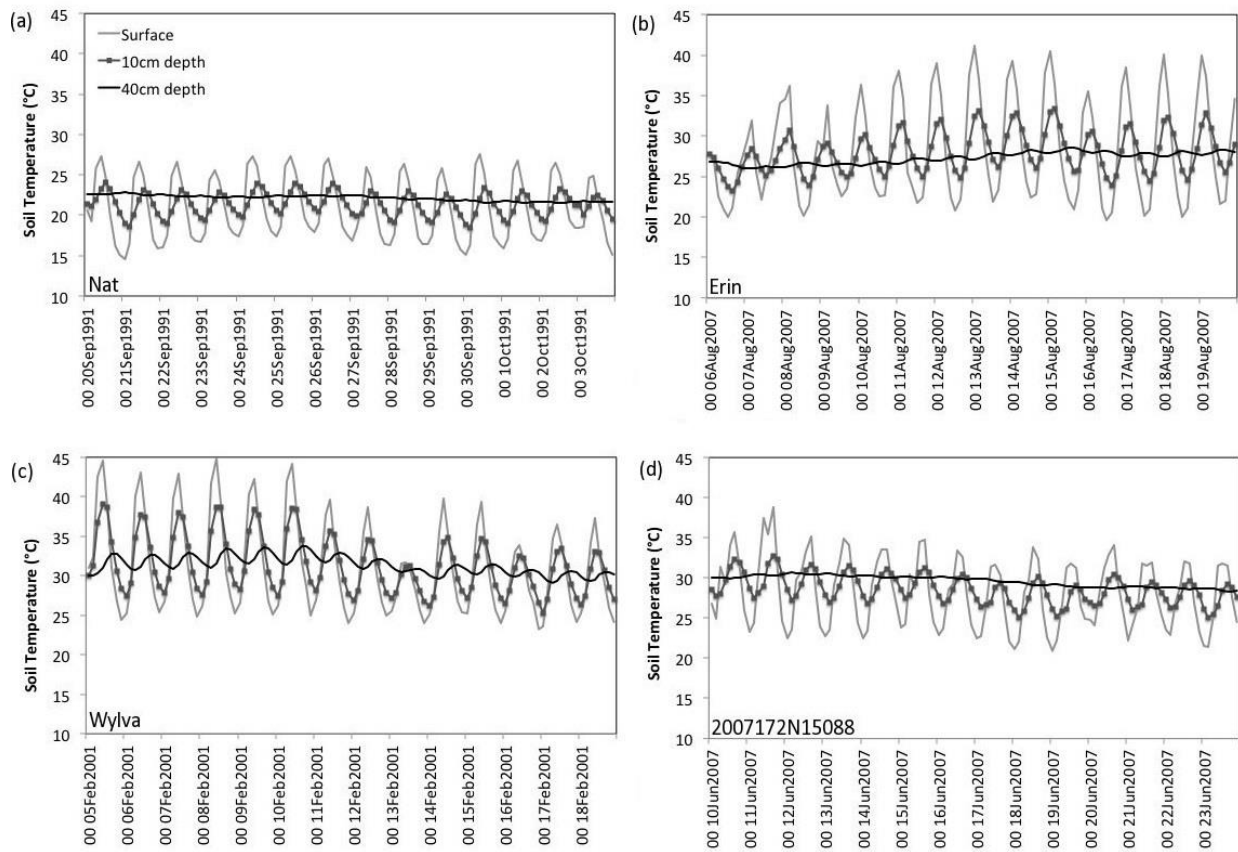 (a)
Soil Temperature (°C)
45
40
35
30
25
20
15
10
Surface
10cm depth
40cm depth
Nat
00 20Sep1991
00 21Sep1991
00 22Sep1991
00 23Sep1991
00 24Sep1991
00 25Sep1991
00 26Sep1991
00 27Sep1991
00 28Sep1991
00 29Sep1991
00 30Sep1991
00 1Oct1991
00 2Oct1991
00 3Oct1991
(b)
Soil Temperature (°C)
45
40
35
30
25
20
15
10
Erin
00 06Aug2007
00 07Aug2007
00 08Aug2007
00 09Aug2007
00 10Aug2007
00 11Aug2007
00 12Aug2007
00 13Aug2007
00 14Aug2007
00 15Aug2007
00 16Aug2007
00 17Aug2007
00 18Aug2007
00 19Aug2007
(c)
Soil Temperature (°C)
45
40
35
30
25
20
15
10
Wylva
00 05Feb2001
00 06Feb2001
00 07Feb2001
00 08Feb2001
00 09Feb2001
00 10Feb2001
00 11Feb2001
00 12Feb2001
00 13Feb2001
00 14Feb2001
00 15Feb2001
00 16Feb2001
00 17Feb2001
00 18Feb2001
(d)
Soil Temperature (°C)
45
40
35
30
25
20
15
10
2007172N15088
00 10Jun2007
00 11Jun2007
00 12Jun2007
00 13Jun2007
00 14Jun2007
00 15Jun2007
00 16Jun2007
00 17Jun2007
00 18Jun2007
00 19Jun2007
00 20Jun2007
00 21Jun2007
00 22Jun2007
00 23Jun2007